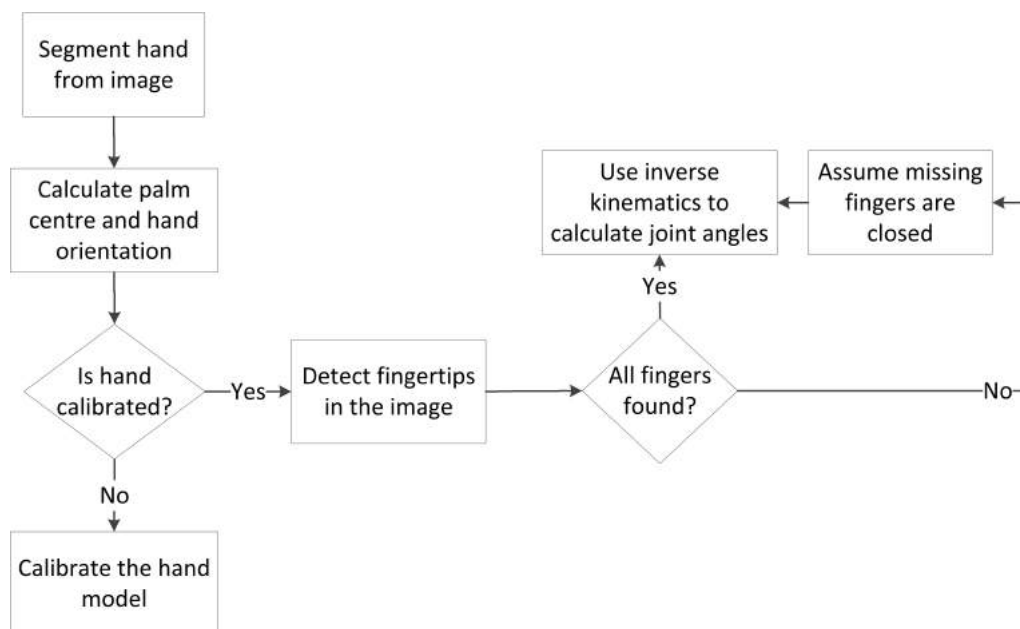 Segment hand
from image
Calculate palm
centre and hand
orientation
Use inverse
kinematics to
calculate joint angles
Assume missing
fingers are
closed
Yes
Is hand
calibrated?
Yes
Detect fingertips
in the image
All fingers
found?
No
No
Calibrate the hand
model